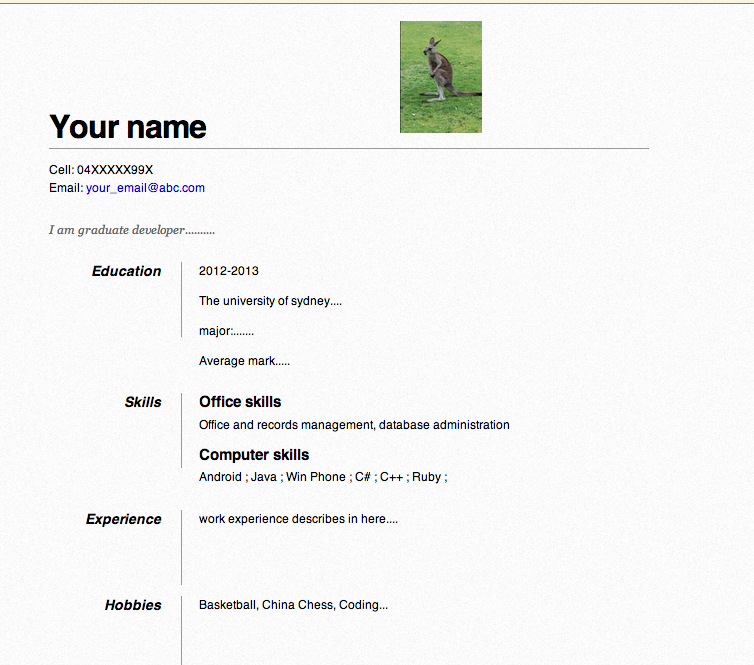 Your name
Cell: 04XXXXX99X
Email: your_email@abc.com
I am graduate developer..........
Education
2012-2013
The university of sydney....
major:.......
Average mark.....
Skills
Office skills
Office and records management, database administration
Computer skills
Android ; Java ; Win Phone ; C# ; C++ ; Ruby ;
Experience
work experience describes in here....
Hobbies
Basketball, China Chess, Coding...